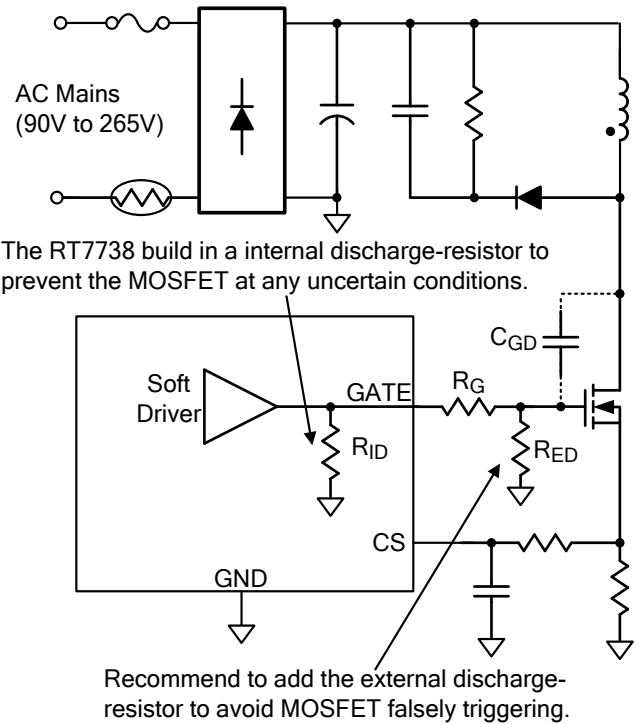 AC Mains
(90V to 265V)
The RT7738 build in a internal discharge-resistor to
prevent the MOSFET at any uncertain conditions.
CGD
Soft
Driver
GATE
RG
RID
RED
CS
GND
Recommend to add the external discharge-
resistor to avoid MOSFET falsely triggering.